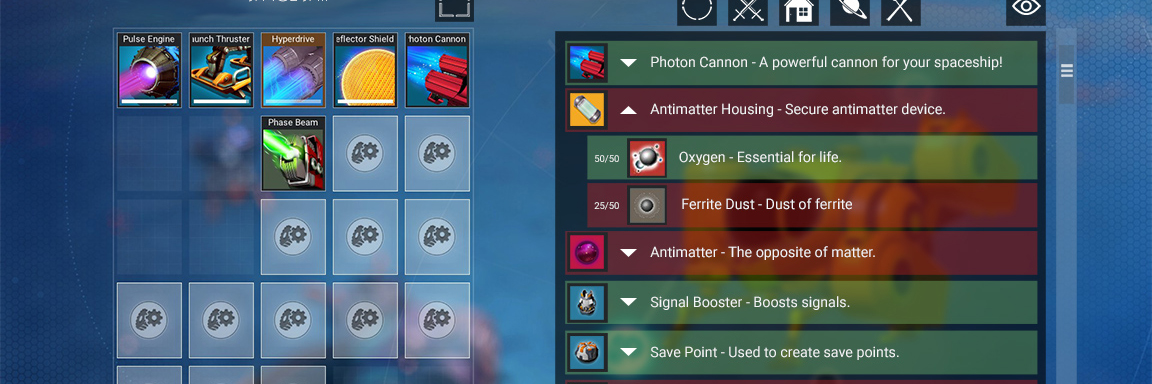 Pulse Engine
unch Thruster
Hyperdrive
eflector Shield
hoton Cannon
Phase Beam
Photon Cannon - A powerful cannon for your spaceship!
Antimatter Housing - Secure antimatter device.
50/50
Oxygen - Essential for life.
25/50
Ferrite Dust - Dust of ferrite
Antimatter - The opposite of matter.
Signal Booster - Boosts signals.
Save Point - Used to create save points.